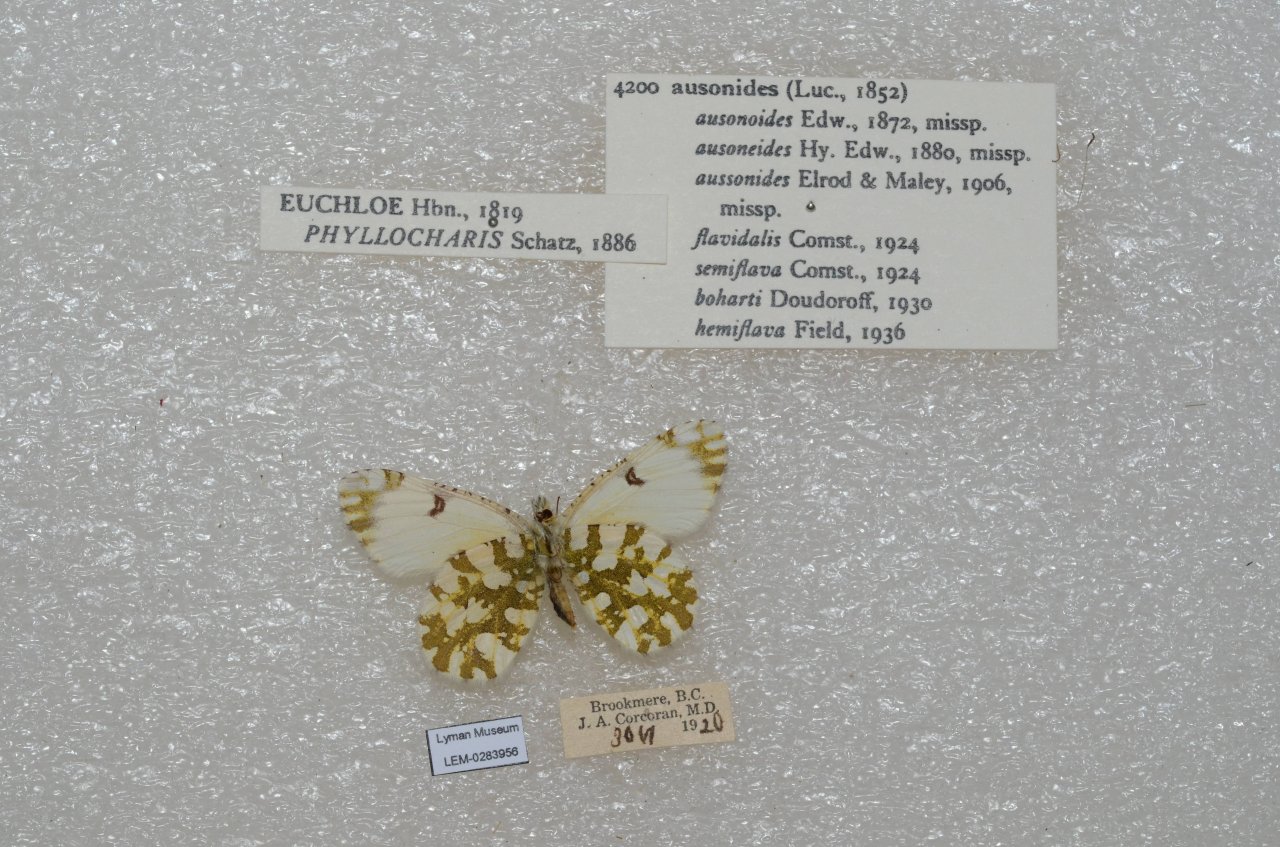 4200 ausonides (Luc., 1852)
ausonoides Edw., 1872, missp.
ausoneides Hy. Edw., 1880, missp.
aussonides Elrod & Maley, 1906,
missp.
flavidalis Comst., 1924
semiflava Comst., 1924
boharti Doudoroff, 1930
hemiflava Field, 1936
EUCHLOE Hbn., 1819
PHYLLOCHARIS Schatz, 1886
Brookmere, B.C.
J. A. Corcoran, M.D.
1920
Lyman Museum
LEM-0283956